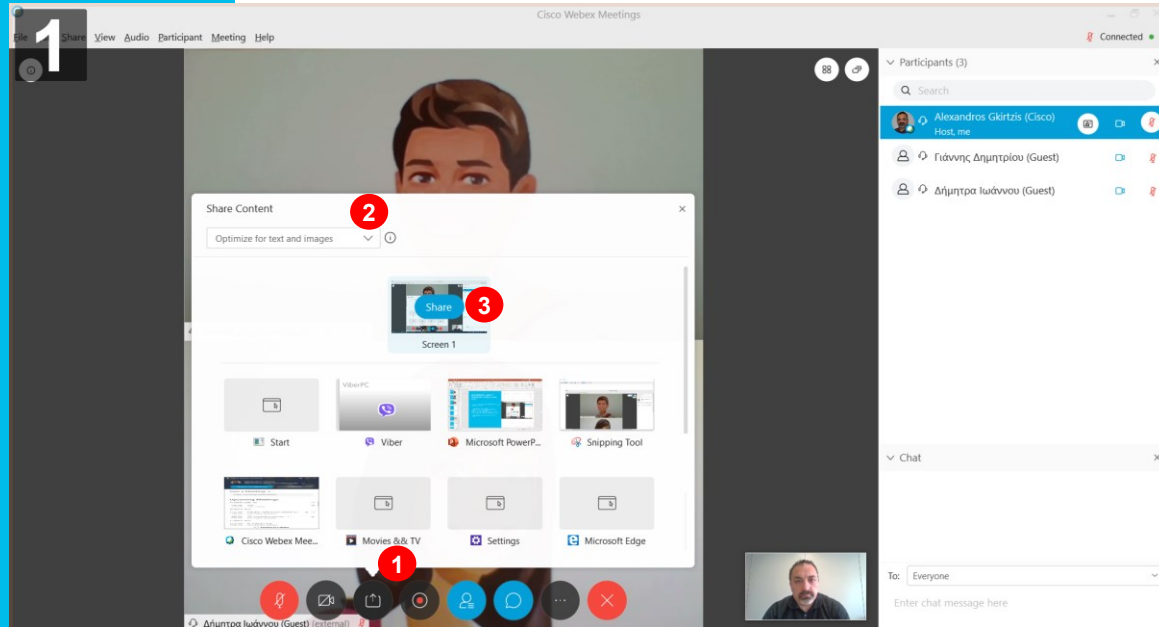 Cisco Webex Meetings
1
File
Share View Audio Participant Meeting Help
Connected
Participants (3)
Search
Alexandros Gkirtzis (Cisco)
Host, me
Γιάννης Δημητρίου (Guest)
Δήμητρα Ιωάννου (Guest)
Share Content
2
Optimize for text and images
Share
3
Screen 1
ViberPC
Start
Viber
Microsoft PowerP...
Snipping Tool
Cisco Webex Mee...
Movies && TV
Settings
Microsoft Edge
1
Δήμητρα Ιωάννου (Guest) (external)
Chat
To: Everyone
Enter chat message here